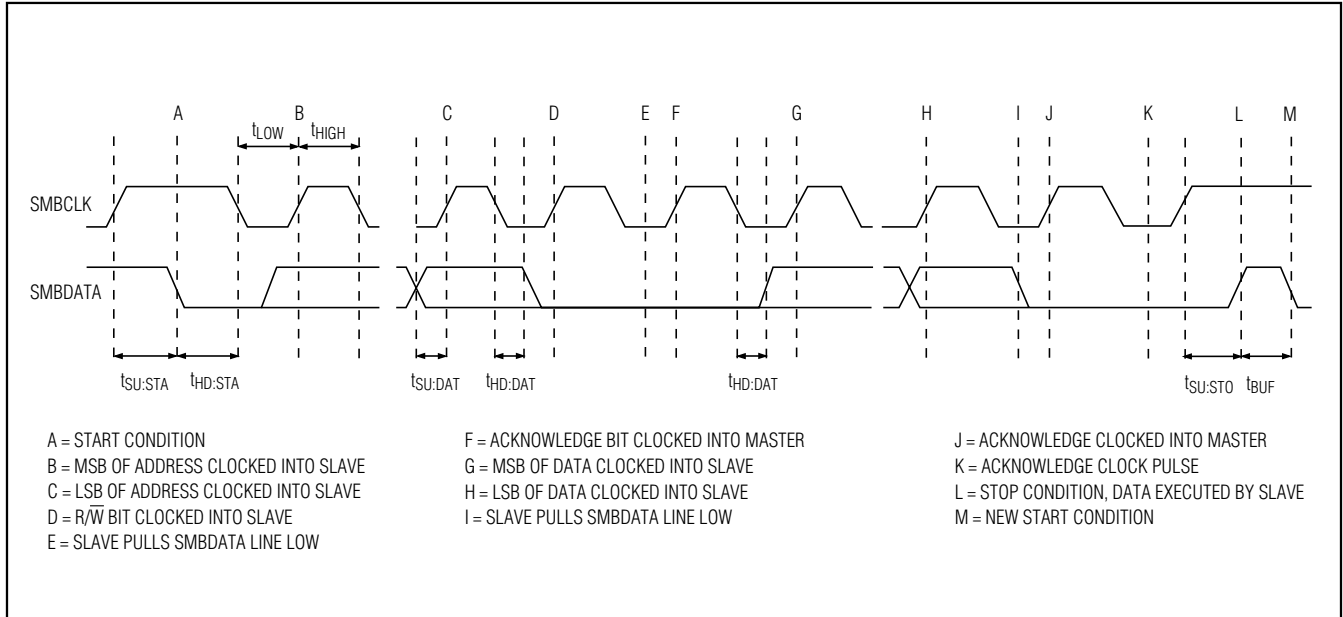 A B C D E F G H I J K L M
tLOW tHIGH
SMBCLK
SMBDATA
tSU:STA tHD:STA tSU:DAT tHD:DAT tHD:DAT tSU:STO tBUF
A = START CONDITION
B = MSB OF ADDRESS CLOCKED INTO SLAVE
C = LSB OF ADDRESS CLOCKED INTO SLAVE
D = R/W̅ BIT CLOCKED INTO SLAVE
E = SLAVE PULLS SMBDATA LINE LOW
F = ACKNOWLEDGE BIT CLOCKED INTO MASTER
G = MSB OF DATA CLOCKED INTO SLAVE
H = LSB OF DATA CLOCKED INTO SLAVE
I = SLAVE PULLS SMBDATA LINE LOW
J = ACKNOWLEDGE CLOCKED INTO MASTER
K = ACKNOWLEDGE CLOCK PULSE
L = STOP CONDITION, DATA EXECUTED BY SLAVE
M = NEW START CONDITION